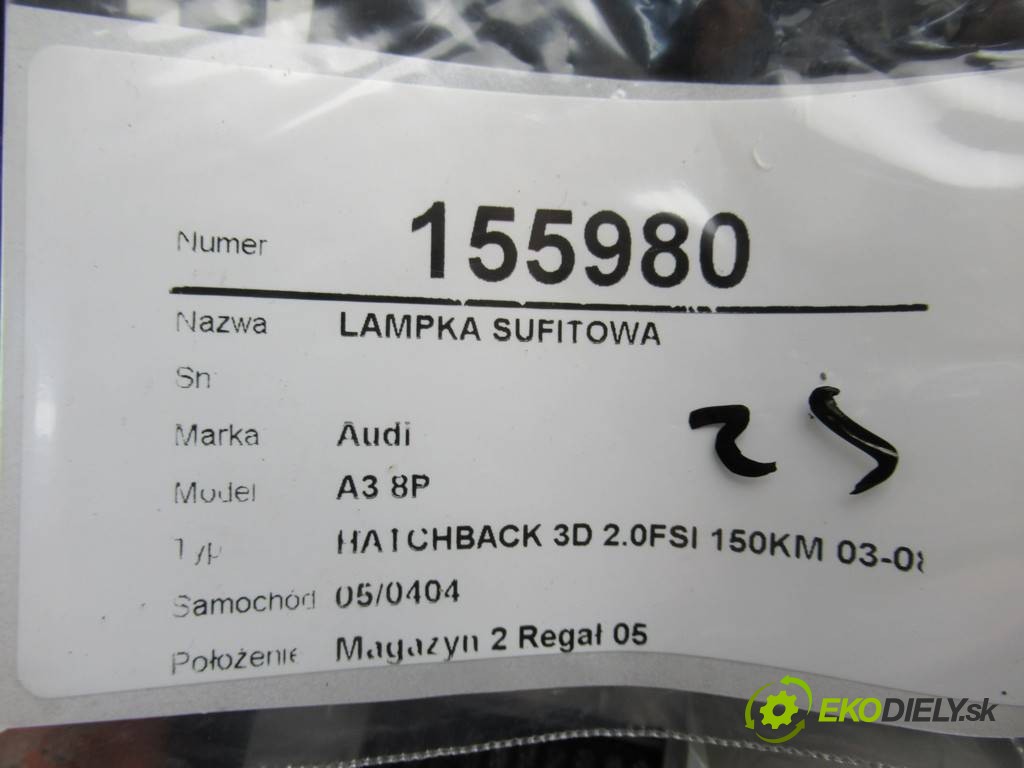 Numer 155980
Nazwa LAMPKA SUFITOWA
Sn
Marka Audi
Model A3 8P
Typ HATCHBACK 3D 2.0FSI 150KM 03-08
Samochód 05/0404
Położenie Magazyn 2 Regał 05
EKODIELY.sk